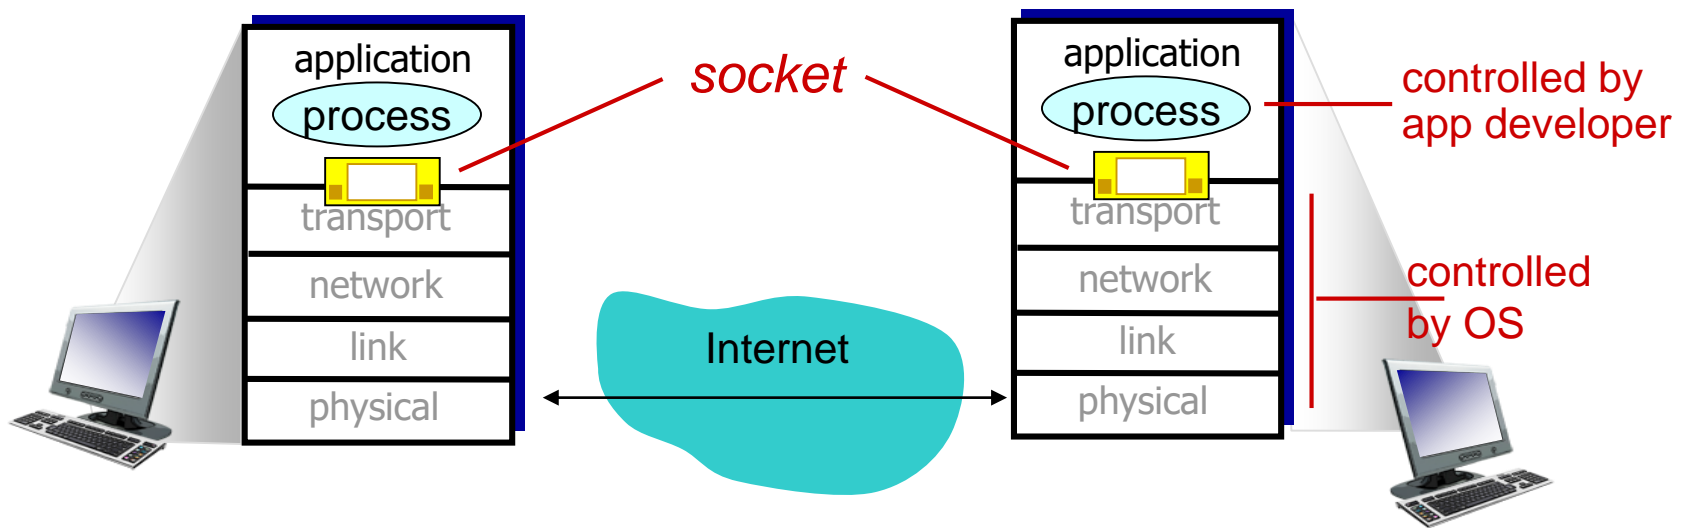 application
process
transport
network
link
physical
socket
Internet
application
process
transport
network
link
physical
controlled by
app developer
controlled
by OS